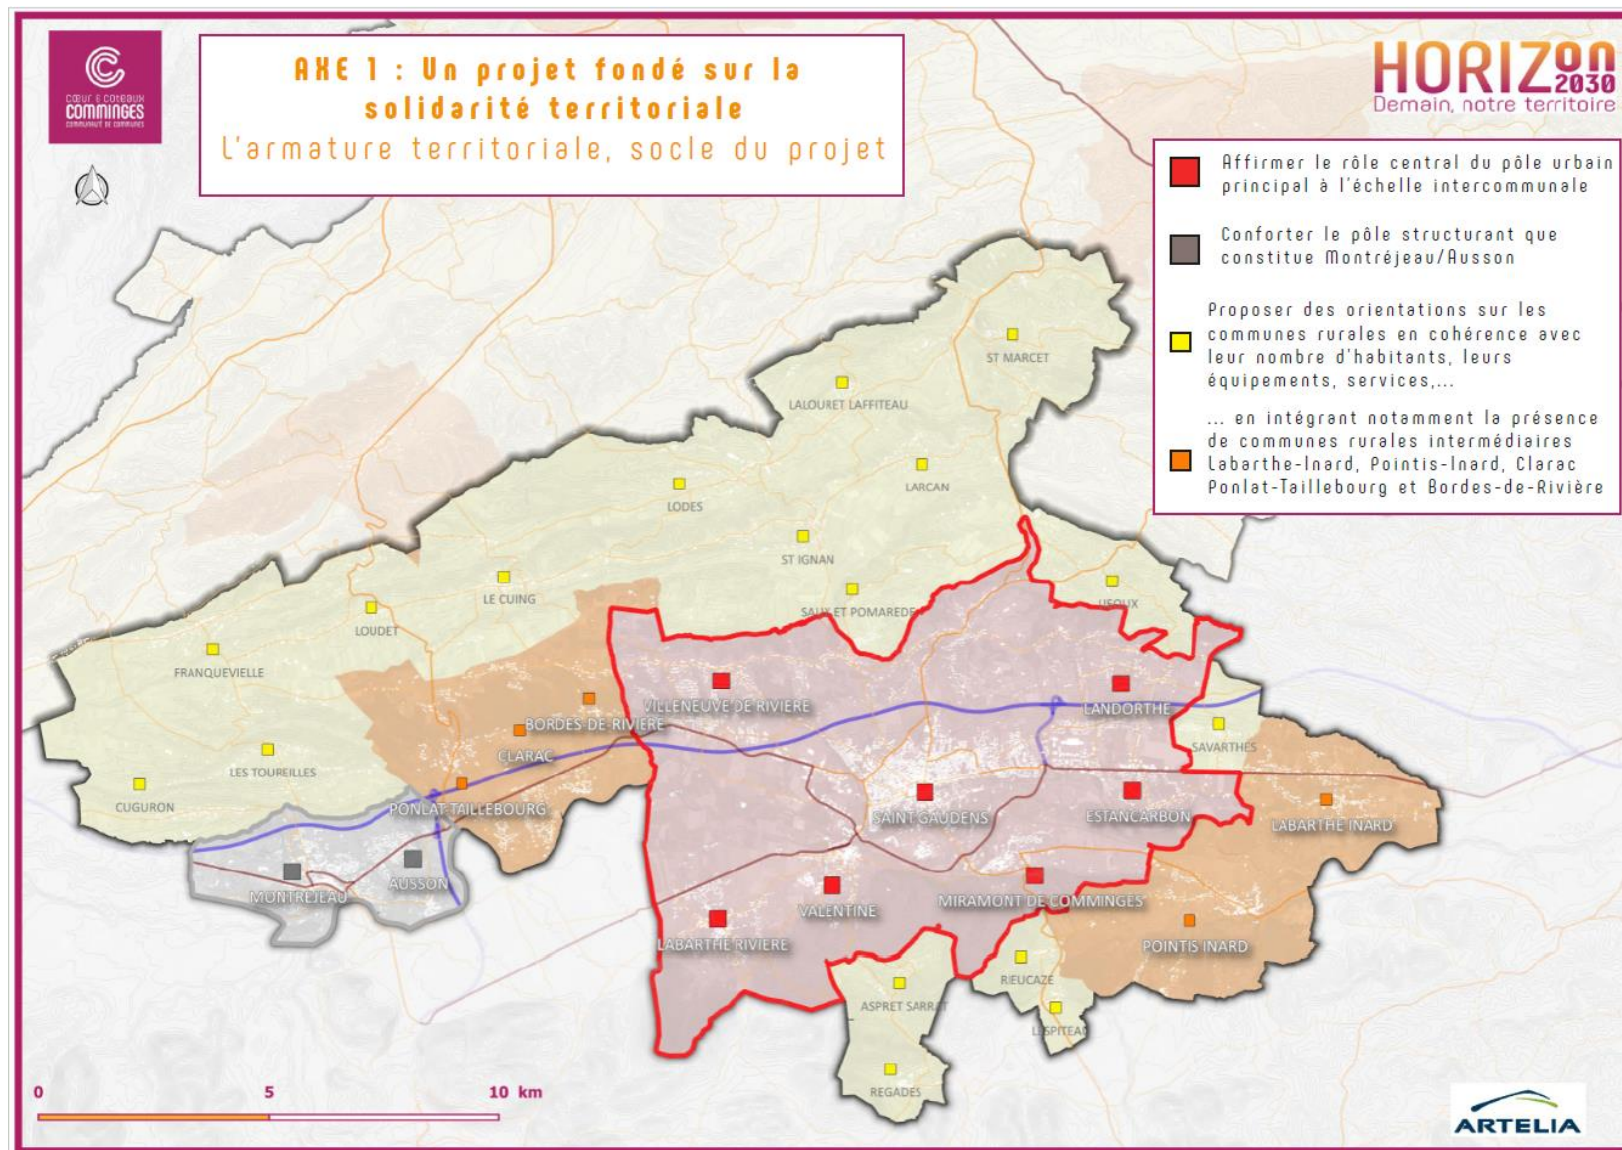 CŒUR & COTEAUX
COMMINGES
COMMUNAUTÉ DE COMMUNES
AXE 1 : Un projet fondé sur la
solidarité territoriale
L'armature territoriale, socle du projet
HORIZon
2030
Demain, notre territoire
Affirmer le rôle central du pôle urbain
principal à l'échelle intercommunale
Conforter le pôle structurant que
constitue Montréjeau/Ausson
Proposer des orientations sur les
communes rurales en cohérence avec
leur nombre d'habitants, leurs
équipements, services,...
... en intégrant notamment la présence
de communes rurales intermédiaires
Labarthe-Inard, Pointis-Inard, Clarac
Ponlat-Taillebourg et Bordes-de-Rivière
ST MARCET
LALOURET LAFFITEAU
LARCAN
LODES
ST IGNAN
LE CUING
SAUX ET POMAREDE
LIEOUX
LOUDET
FRANQUEVIELLE
VILLENEUVE DE RIVIERE
LANDORTHE
BORDES-DE-RIVIERE
SAVARTHES
CLARAC
LES TOUREILLES
CUGURON
PONLAT-TAILLEBOURG
SAINT GAUDENS
ESTANCARBON
LABARTHE INARD
AUSSON
MONTREJEAU
VALENTINE
MIRAMONT DE COMMINGES
LABARTHE RIVIERE
POINTIS INARD
RIEUCAZE
ASPRET SARRAT
LESPITEAU
REGADES
0 5 10 km
ARTELIA